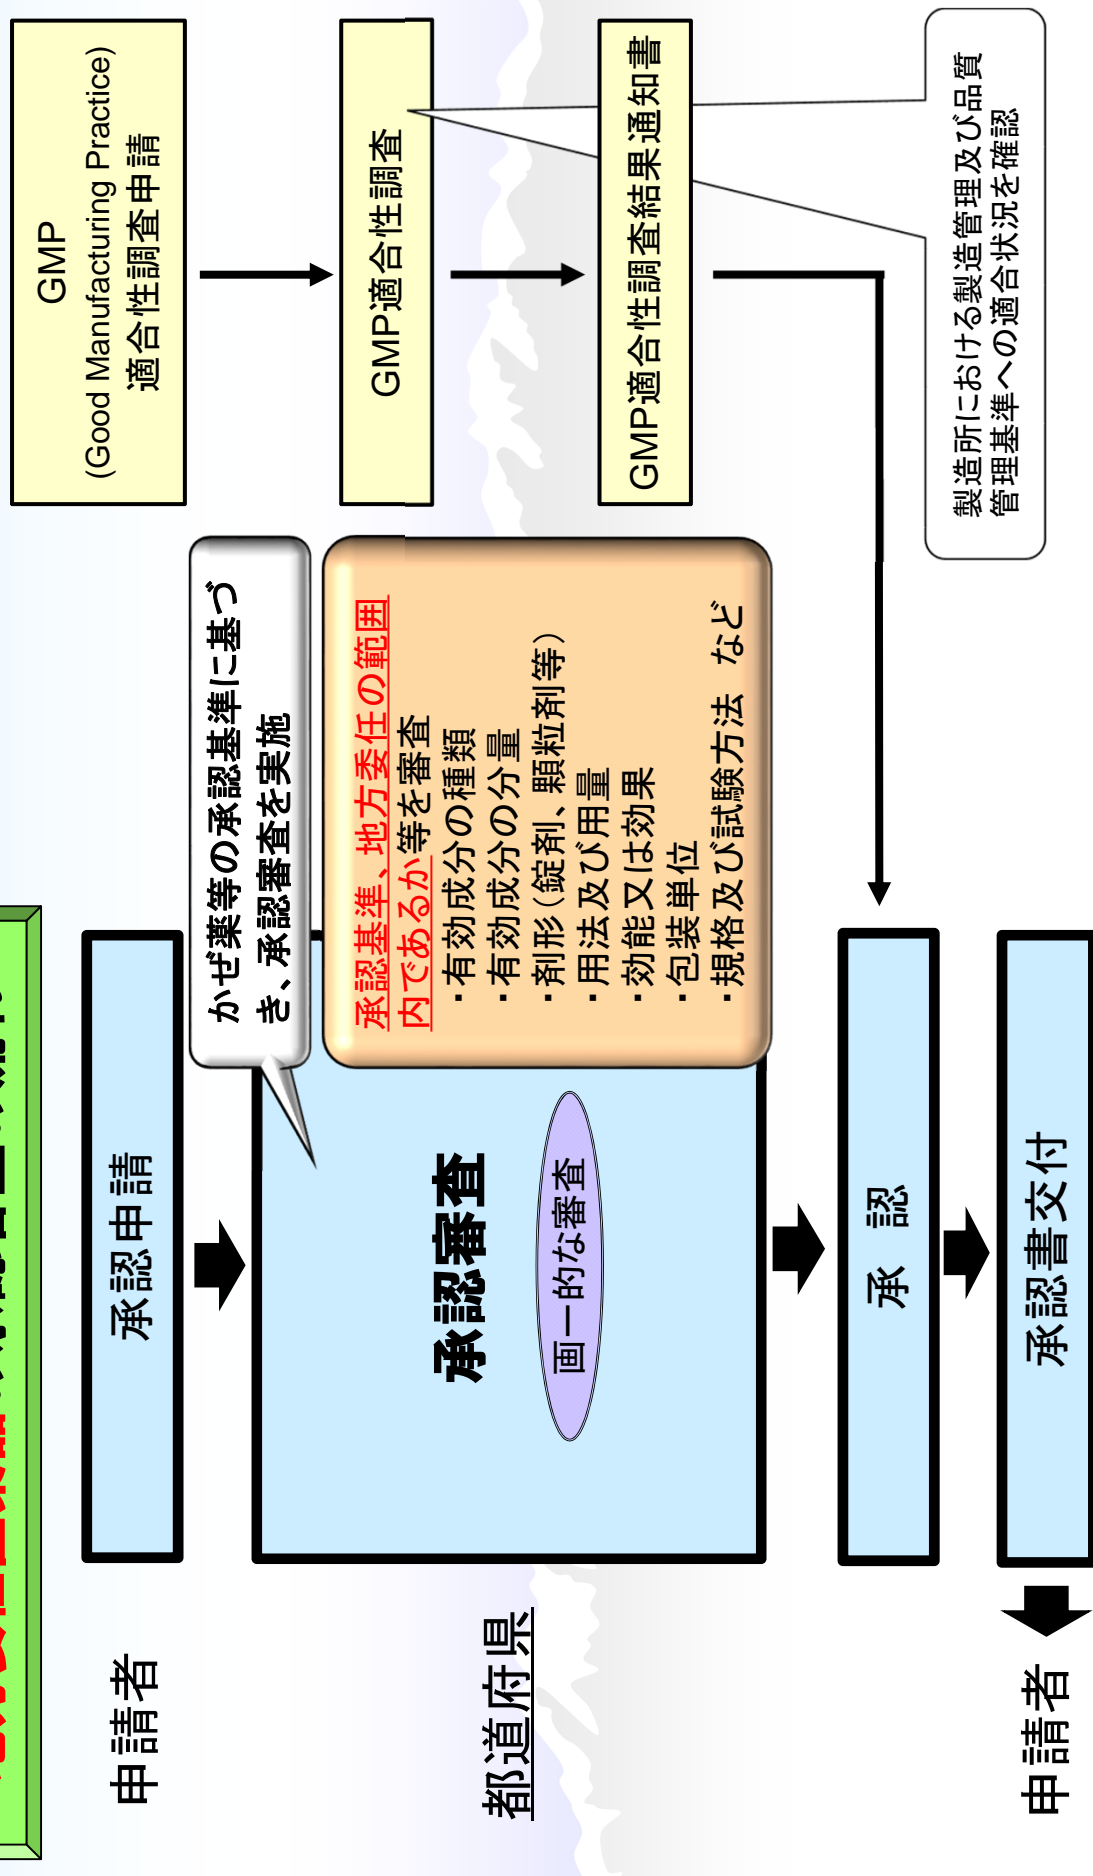 申請者
承認申請
GMP
(Good Manufacturing Practice)
適合性調査申請
かぜ薬等の承認基準に基づ
き、承認審査を実施
都道府県
承認審査
画一的な審査
承認基準、地方委任の範囲
内であるか等を審査
・有効成分の種類
・有効成分の分量
・剤形（錠剤、顆粒剤等）
・用法及び用量
・効能又は効果
・包装単位
・規格及び試験方法 など
GMP適合性調査
GMP適合性調査結果通知書
製造所における製造管理及び品質
管理基準への適合状況を確認
承 認
承認書交付
申請者